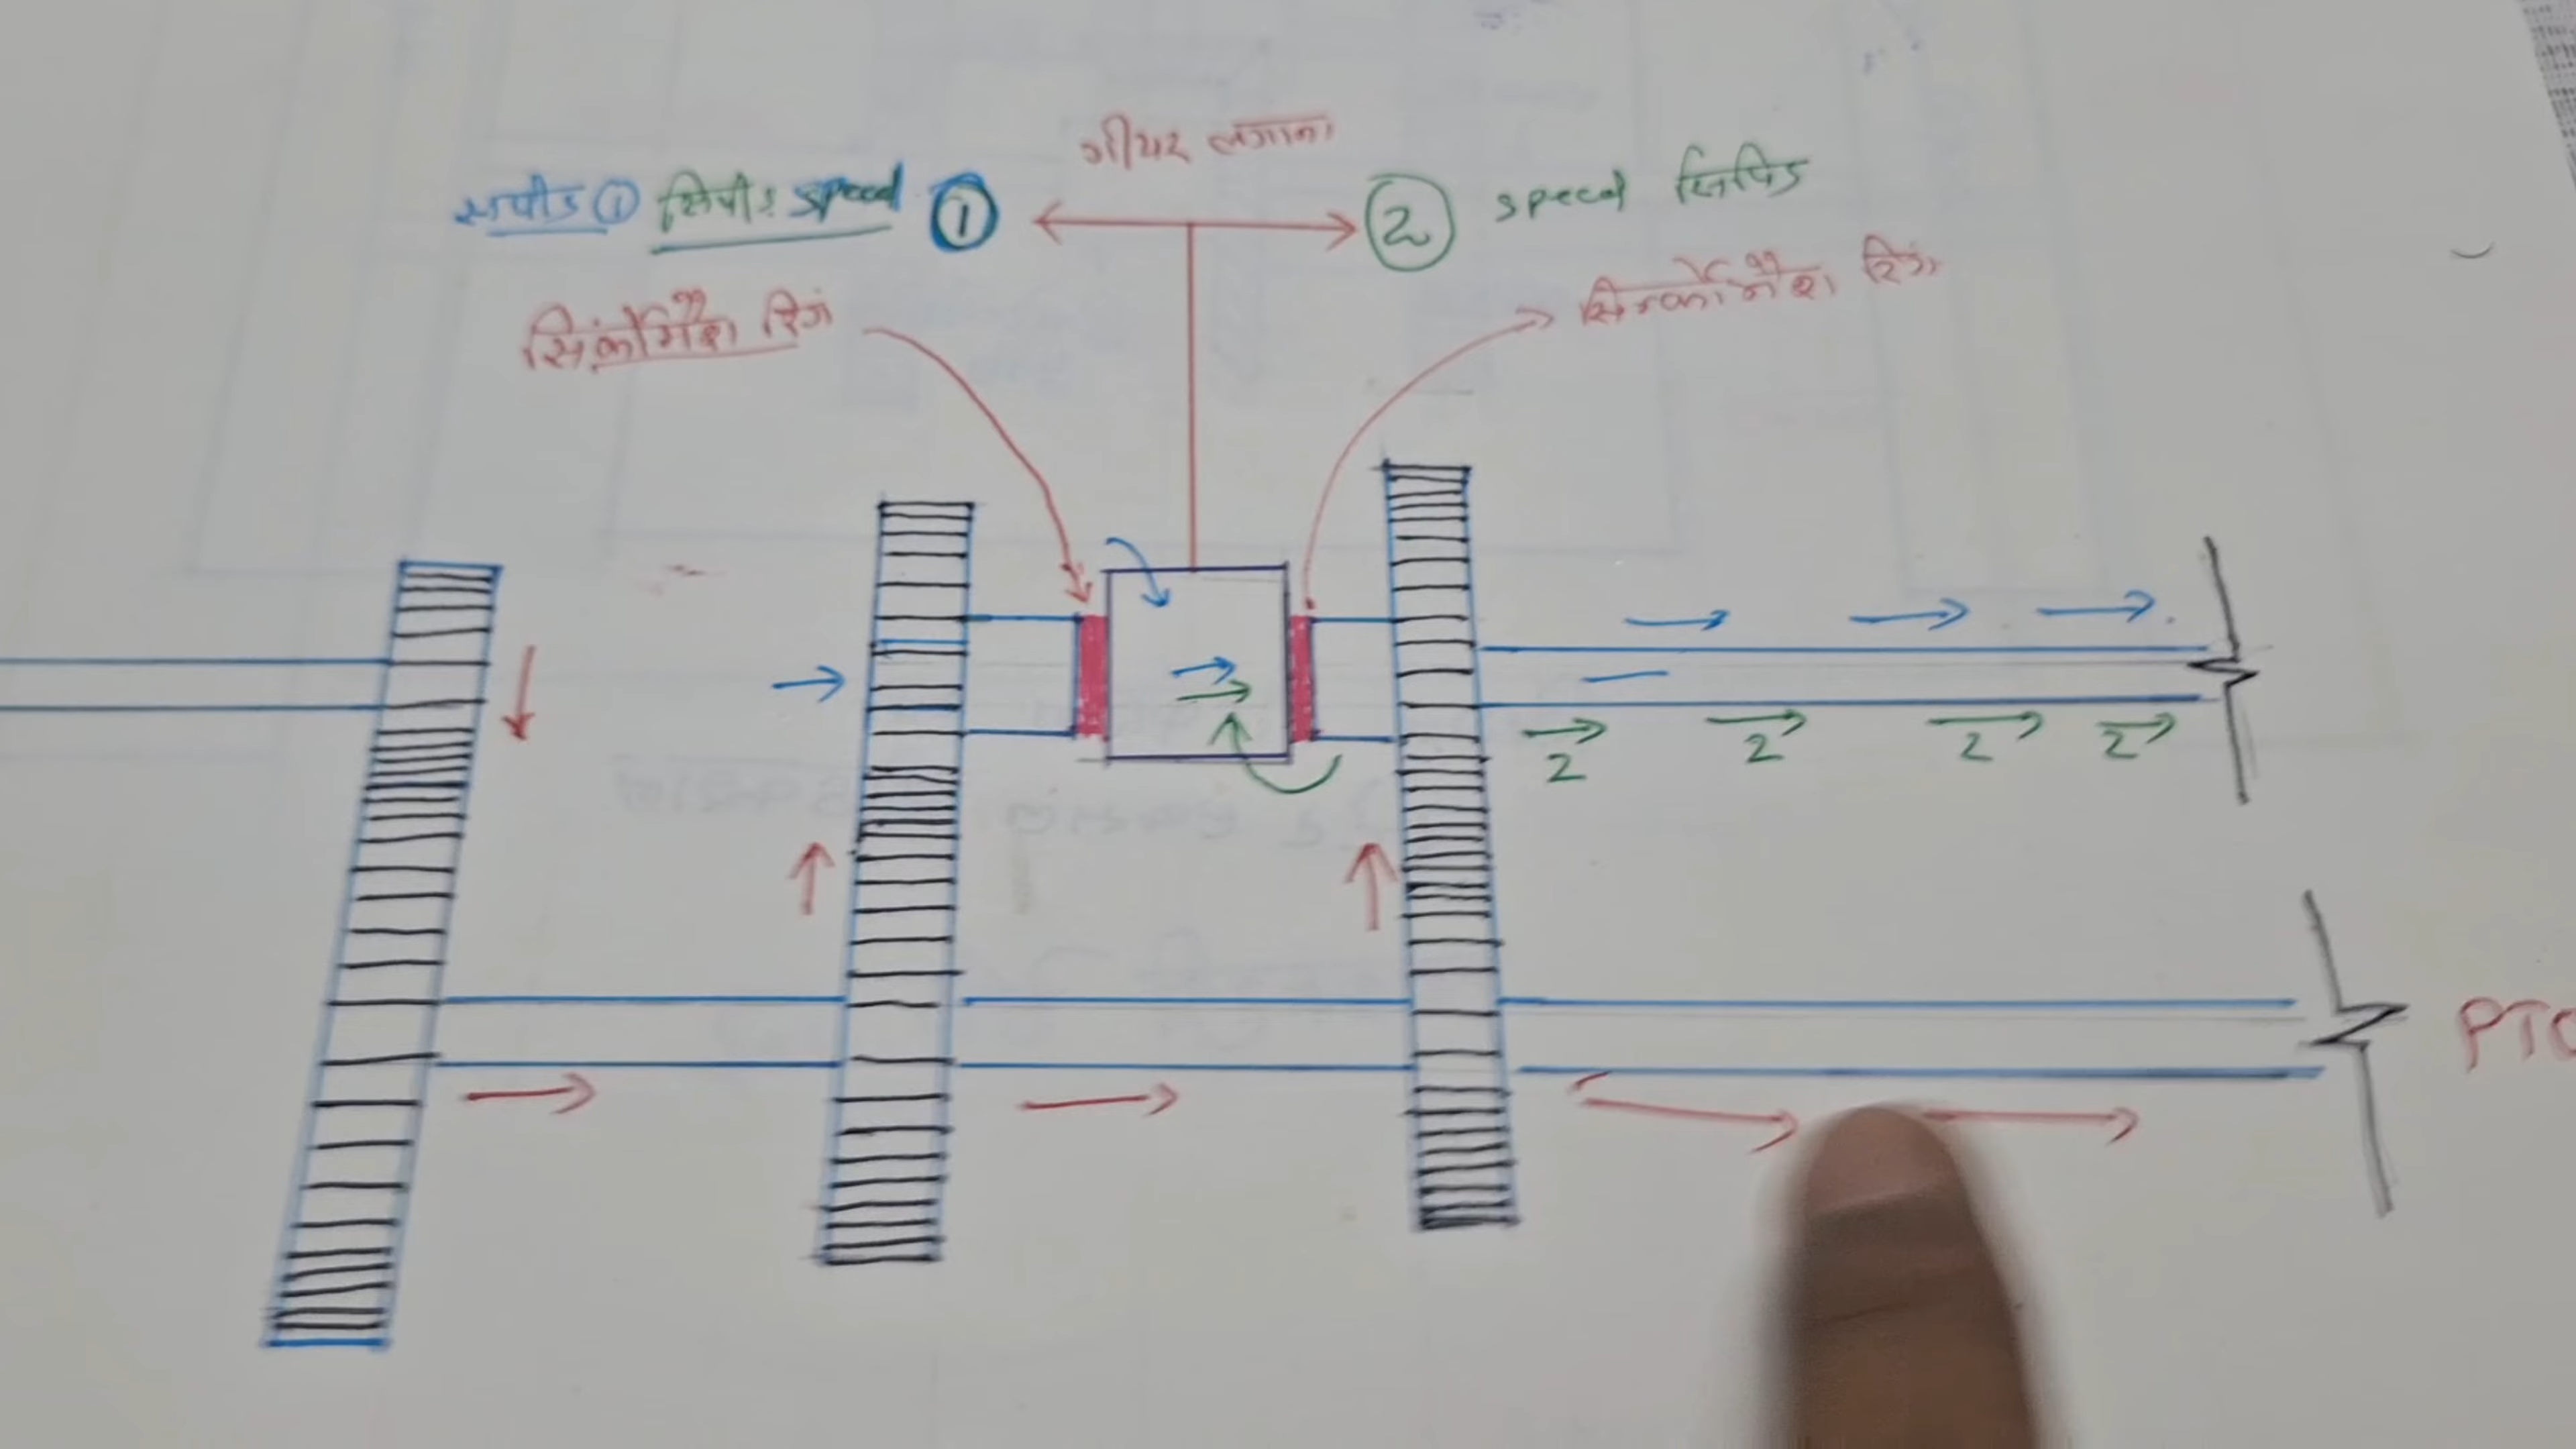 गीयर लगाना
स्पीड ① सिपीड speed ①
② speed सिपिड
सिंक्रोमेश रिंग
सिन्क्रोमेश रिंग
2 2 2 2
PTO